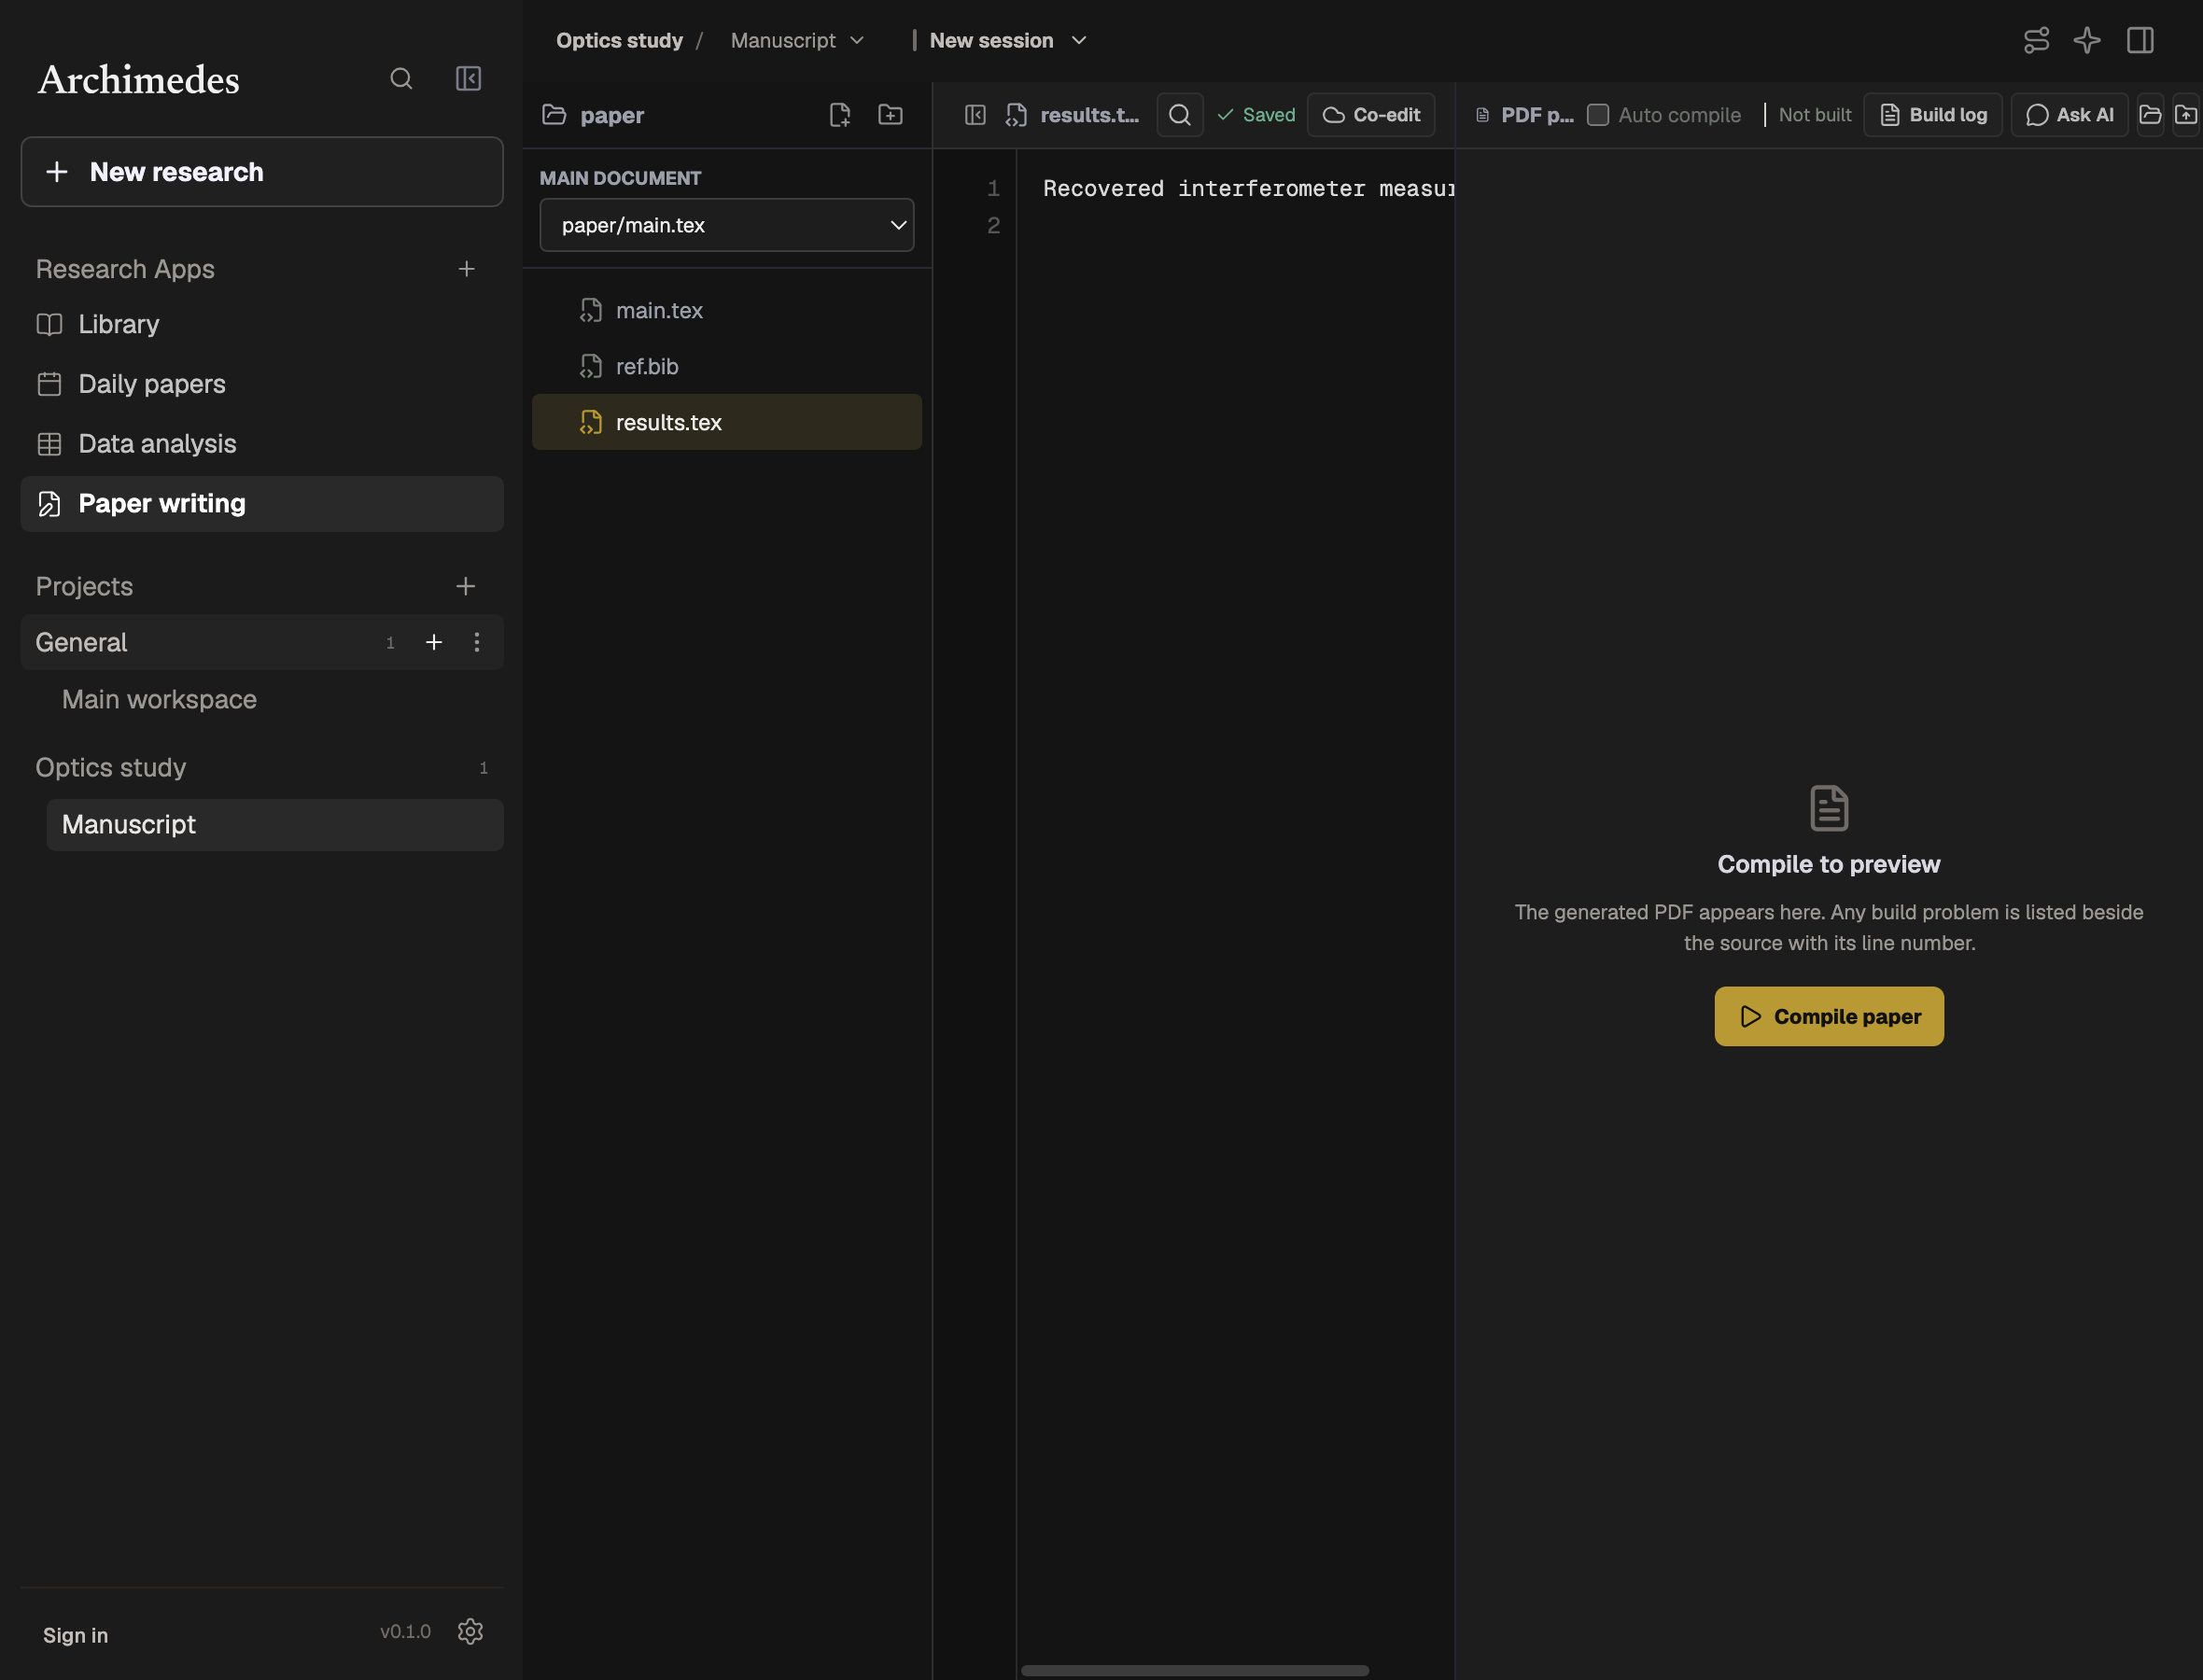 Archimedes
New research
Research Apps
Library
Daily papers
Data analysis
Paper writing
Projects
General 1
Main workspace
Optics study 1
Manuscript
Sign in v0.1.0
Optics study / Manuscript New session
paper
MAIN DOCUMENT
paper/main.tex
main.tex
ref.bib
results.tex
results.t... Saved Co-edit
1 Recovered interferometer measur
2
PDF p... Auto compile Not built Build log Ask AI
Compile to preview
The generated PDF appears here. Any build problem is listed beside
the source with its line number.
Compile paper